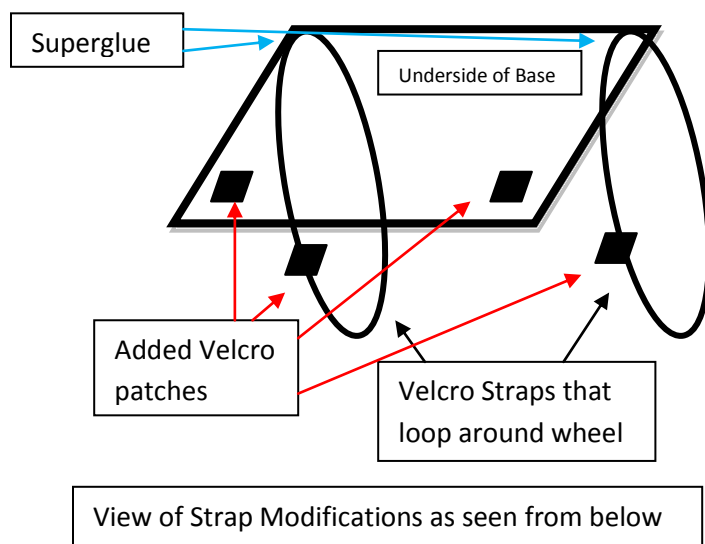 Superglue
Underside of Base
Added Velcro
patches
Velcro Straps that
loop around wheel
View of Strap Modifications as seen from below